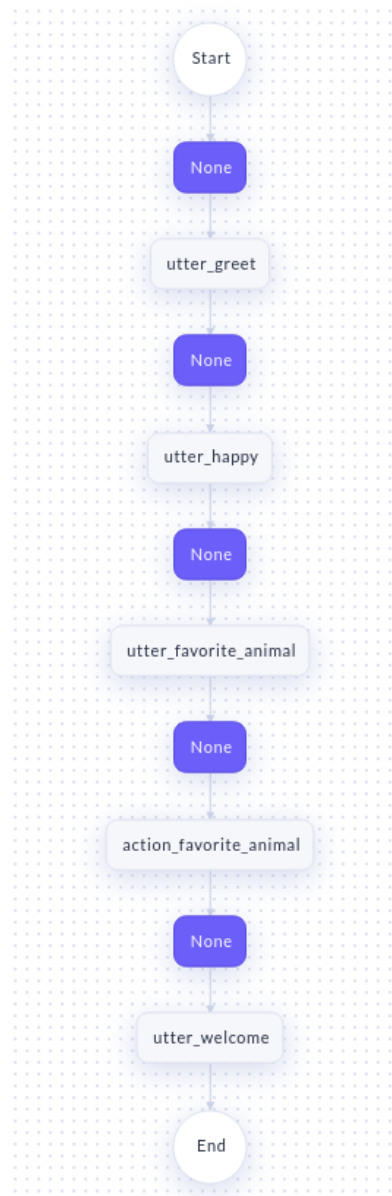 Start
None
utter_greet
None
utter_happy
None
utter_favorite_animal
None
action_favorite_animal
None
utter_welcome
End